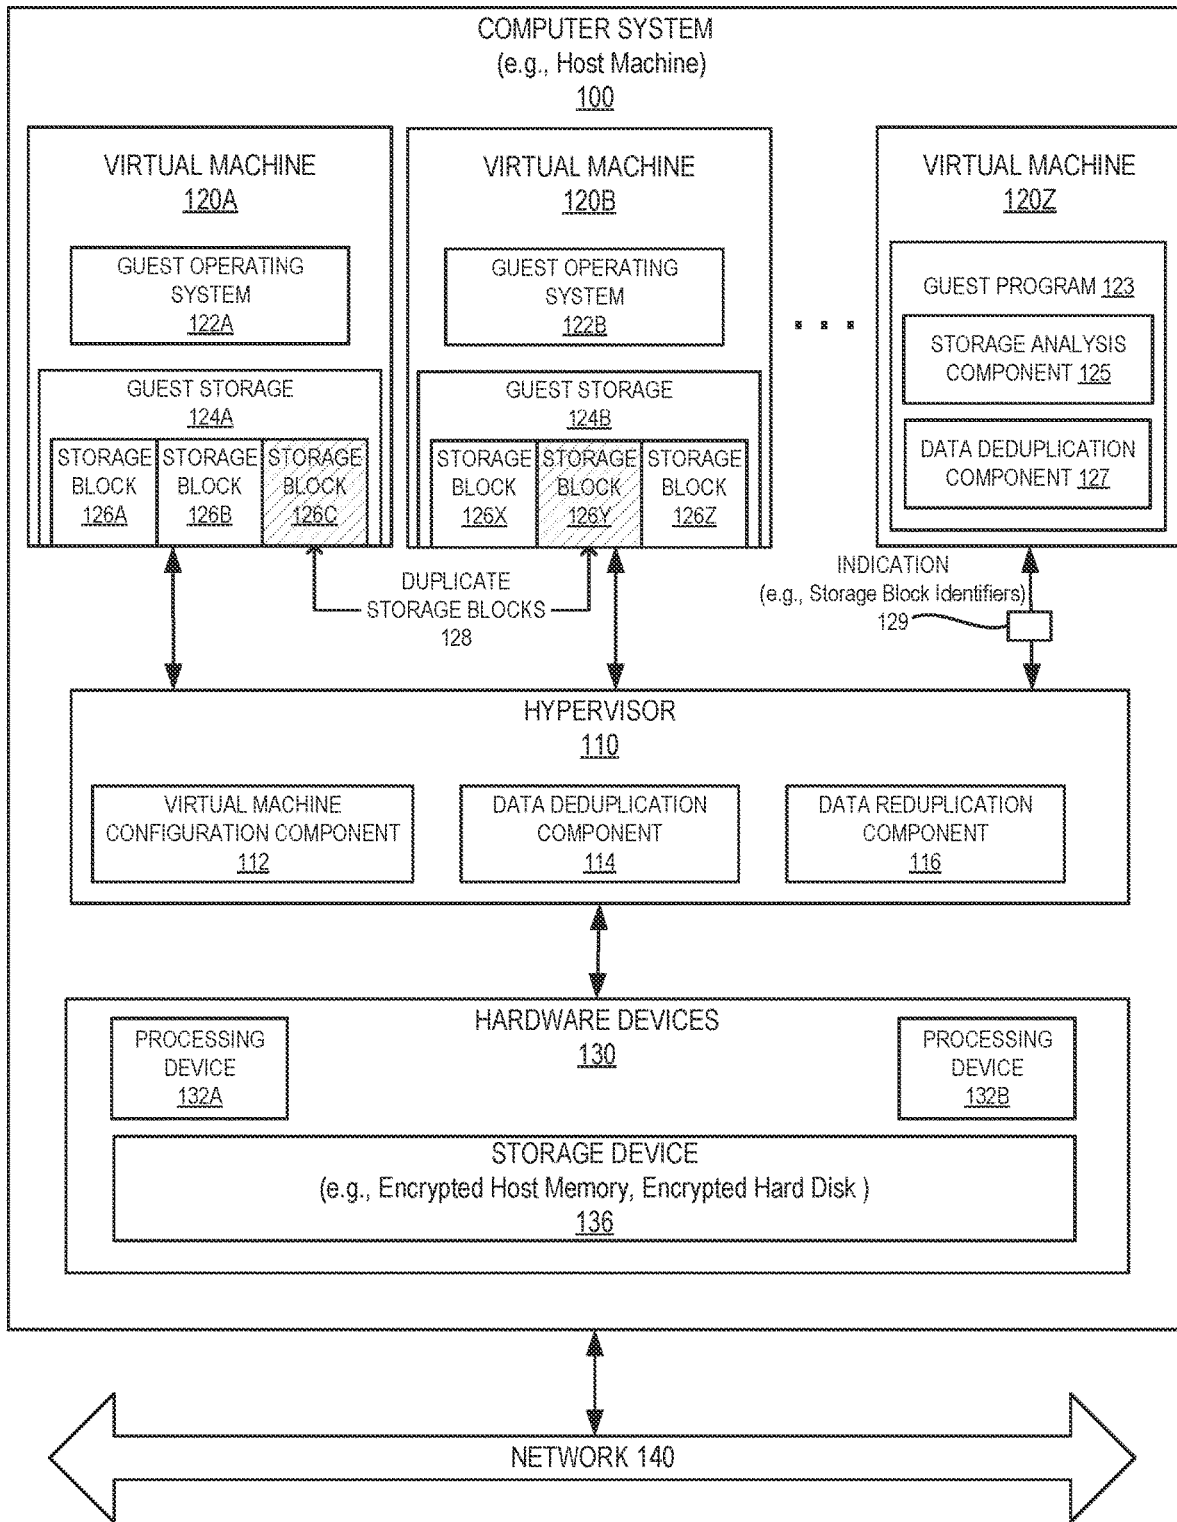 COMPUTER SYSTEM
(e.g., Host Machine)
100
VIRTUAL MACHINE
120A
GUEST OPERATING
SYSTEM
122A
GUEST STORAGE
124A
STORAGE
BLOCK
126A
STORAGE
BLOCK
126B
STORAGE
BLOCK
126C
VIRTUAL MACHINE
120B
GUEST OPERATING
SYSTEM
122B
GUEST STORAGE
124B
STORAGE
BLOCK
126X
STORAGE
BLOCK
126Y
STORAGE
BLOCK
126Z
VIRTUAL MACHINE
120Z
GUEST PROGRAM 123
STORAGE ANALYSIS
COMPONENT 125
DATA DEDUPLICATION
COMPONENT 127
DUPLICATE
STORAGE BLOCKS
128
INDICATION
(e.g., Storage Block Identifiers)
129
HYPERVISOR
110
VIRTUAL MACHINE
CONFIGURATION COMPONENT
112
DATA DEDUPLICATION
COMPONENT
114
DATA REDUPLICATION
COMPONENT
116
HARDWARE DEVICES
130
PROCESSING
DEVICE
132A
PROCESSING
DEVICE
132B
STORAGE DEVICE
(e.g., Encrypted Host Memory, Encrypted Hard Disk )
136
NETWORK 140